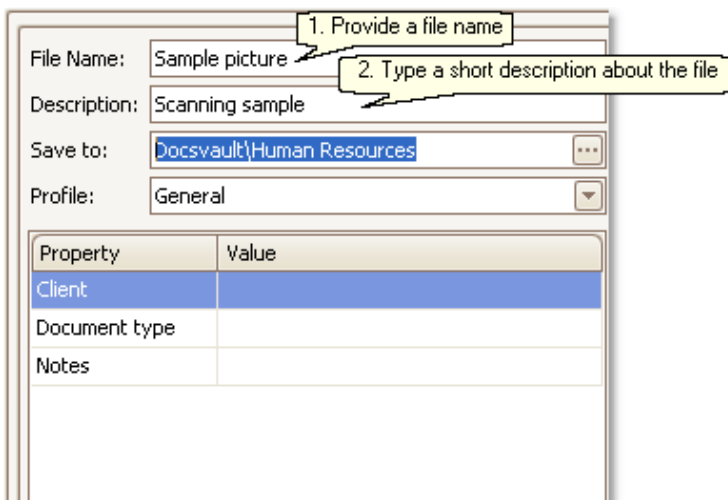 1. Provide a file name
File Name: Sample picture
2. Type a short description about the file
Description: Scanning sample
Save to: Docsvault\Human Resources
Profile: General
Property Value
Client
Document type
Notes